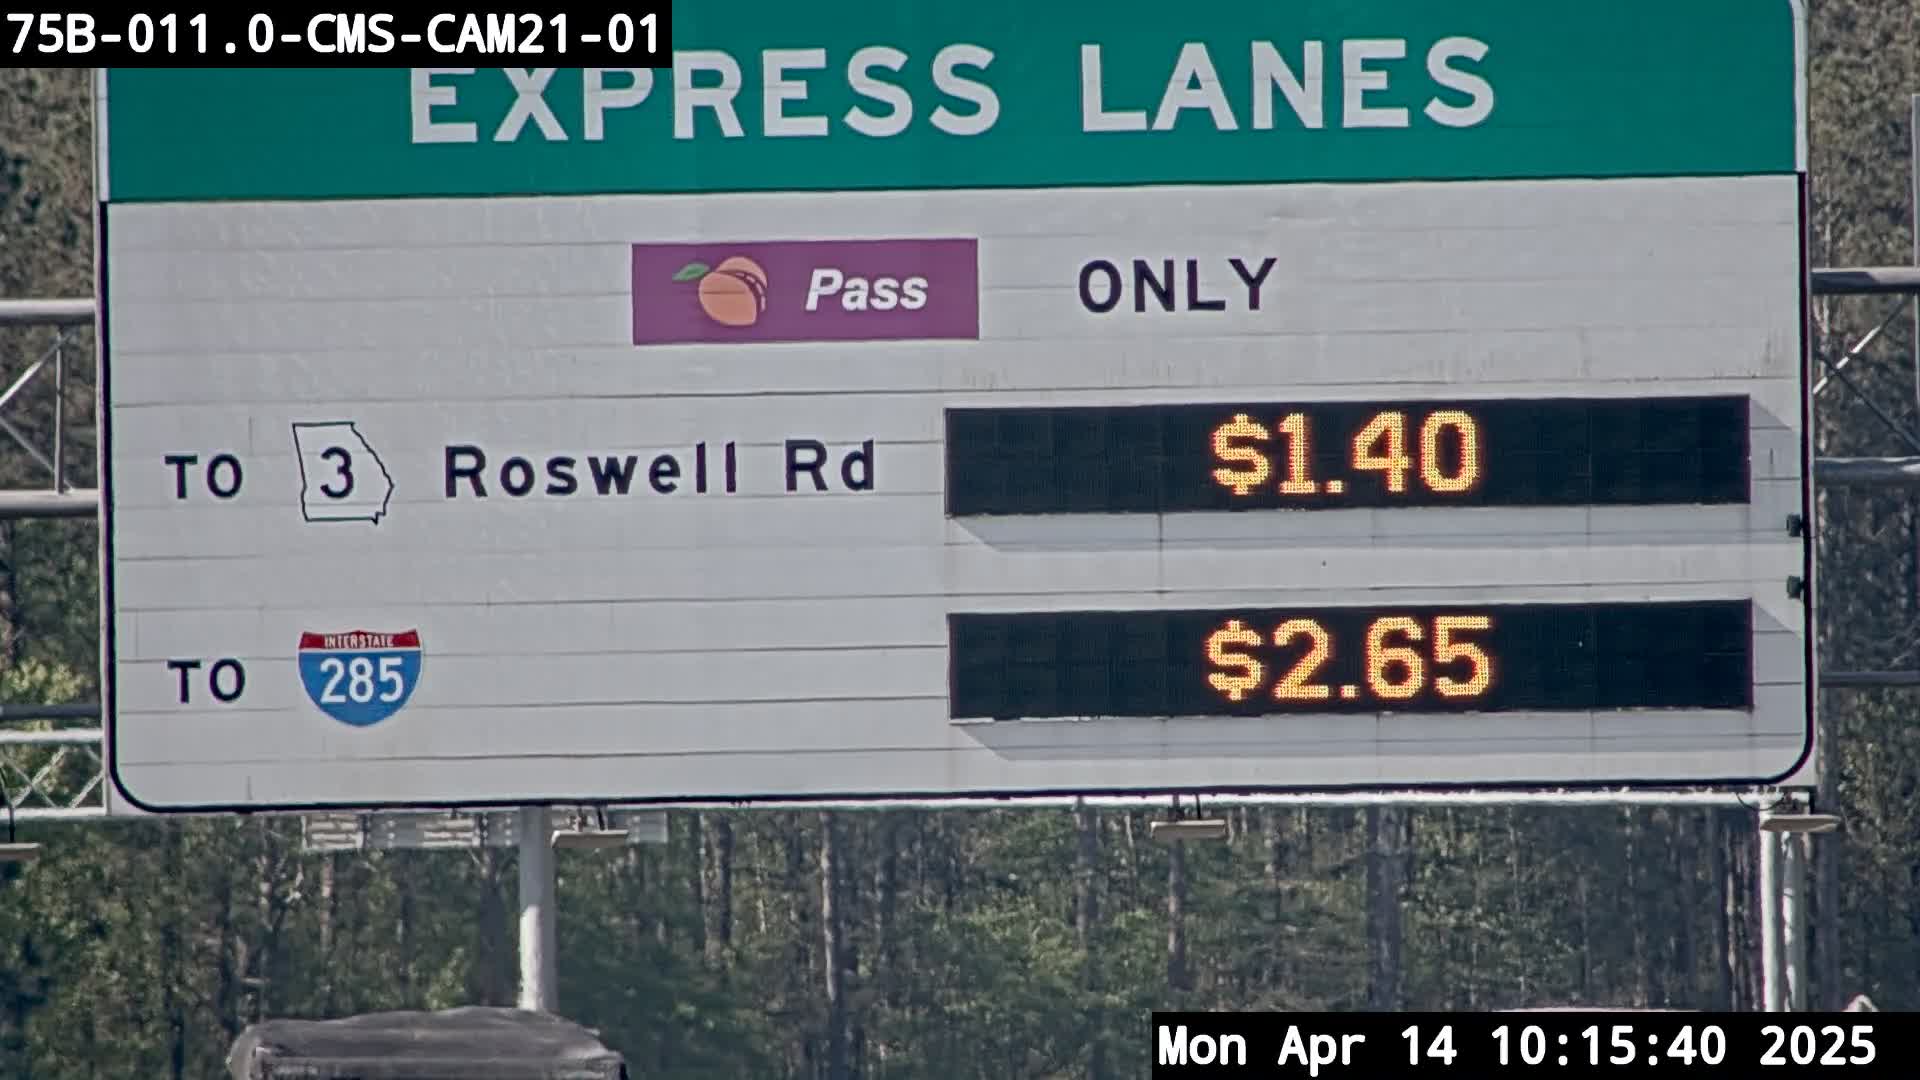 75B-011.0-CMS-CAM21-01
EXPRESS LANES
Pass ONLY
TO 3 Roswell Rd $1.40
INTERSTATE
TO 285 $2.65
Mon Apr 14 10:15:40 2025